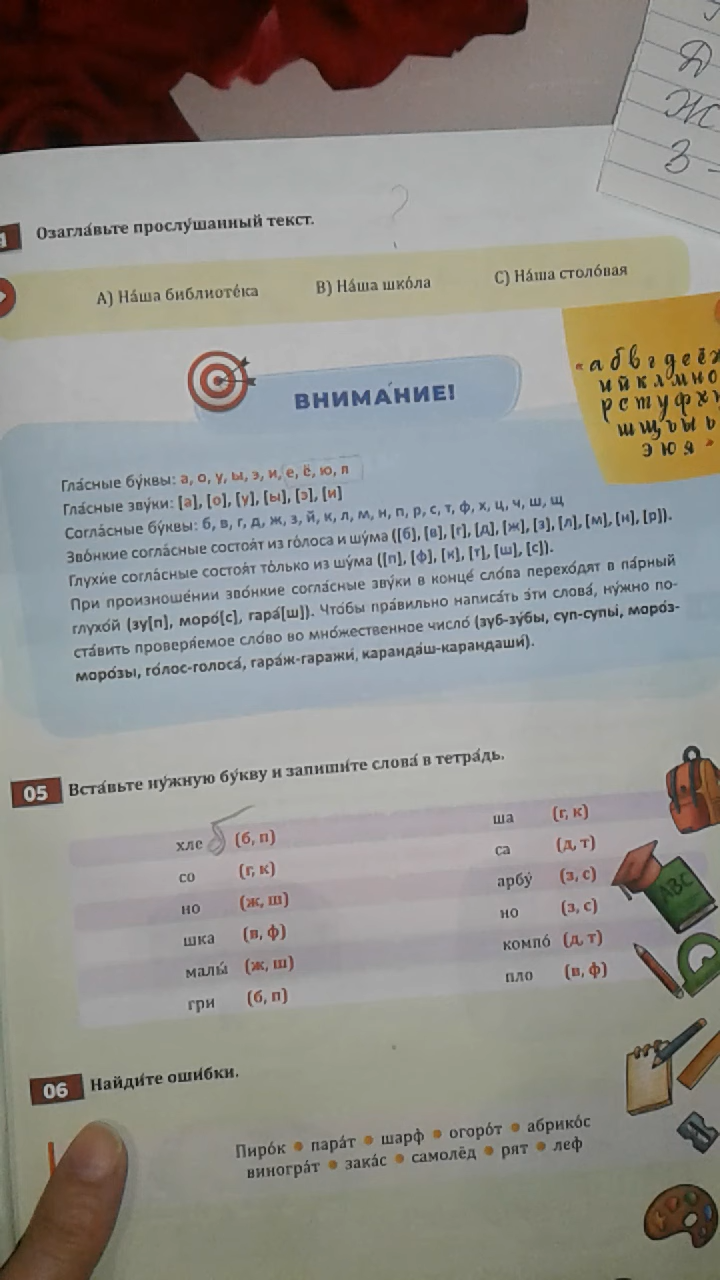 Д
Ж
З -
Озагла́вьте прослу́шанный текст.
?
A) На́ша библиоте́ка B) На́ша шко́ла C) На́ша столо́вая
ВНИМА́НИЕ!
а б в г д е ё ж
и й к л м н о
р с т у ф х
ш щ ъ ы ь
э ю я
Гла́сные бу́квы: а, о, у, ы, э, и, е, ё, ю, я
Гла́сные зву́ки: [а], [о], [у], [ы], [э], [и]
Согла́сные бу́квы: б, в, г, д, ж, з, й, к, л, м, н, п, р, с, т, ф, х, ц, ч, ш, щ
Зво́нкие согла́сные состоя́т из го́лоса и шу́ма ([б], [в], [г], [д], [ж], [з], [л], [м], [н], [р]).
Глухи́е согла́сные состоя́т то́лько из шу́ма ([п], [ф], [к], [т], [ш], [с]).
При произноше́нии зво́нкие согла́сные зву́ки в конце́ сло́ва перехо́дят в па́рный
глухо́й (зу[п], моро́[с], гара́[ш]). Что́бы пра́вильно написа́ть э́ти слова́, ну́жно по-
ста́вить проверя́емое сло́во во мно́жественное число́ (зуб-зу́бы, суп-супы́, моро́з-
моро́зы, го́лос-голоса́, гара́ж-гаражи́, каранда́ш-карандаши́).
05 Вста́вьте ну́жную бу́кву и запиши́те слова́ в тетра́дь.
хле б (б, п) ша (г, к)
со (г, к) са (д, т)
но (ж, ш) арбу́ (з, с)
шка (в, ф) но (з, с)
малы́ (ж, ш) компо́ (д, т)
гри (б, п) пло (в, ф)
ABC
06 Найди́те оши́бки.
Пиро́к • пара́т • шарф • огоро́т • абрико́с
виногра́т • зака́с • самолёд • рят • леф